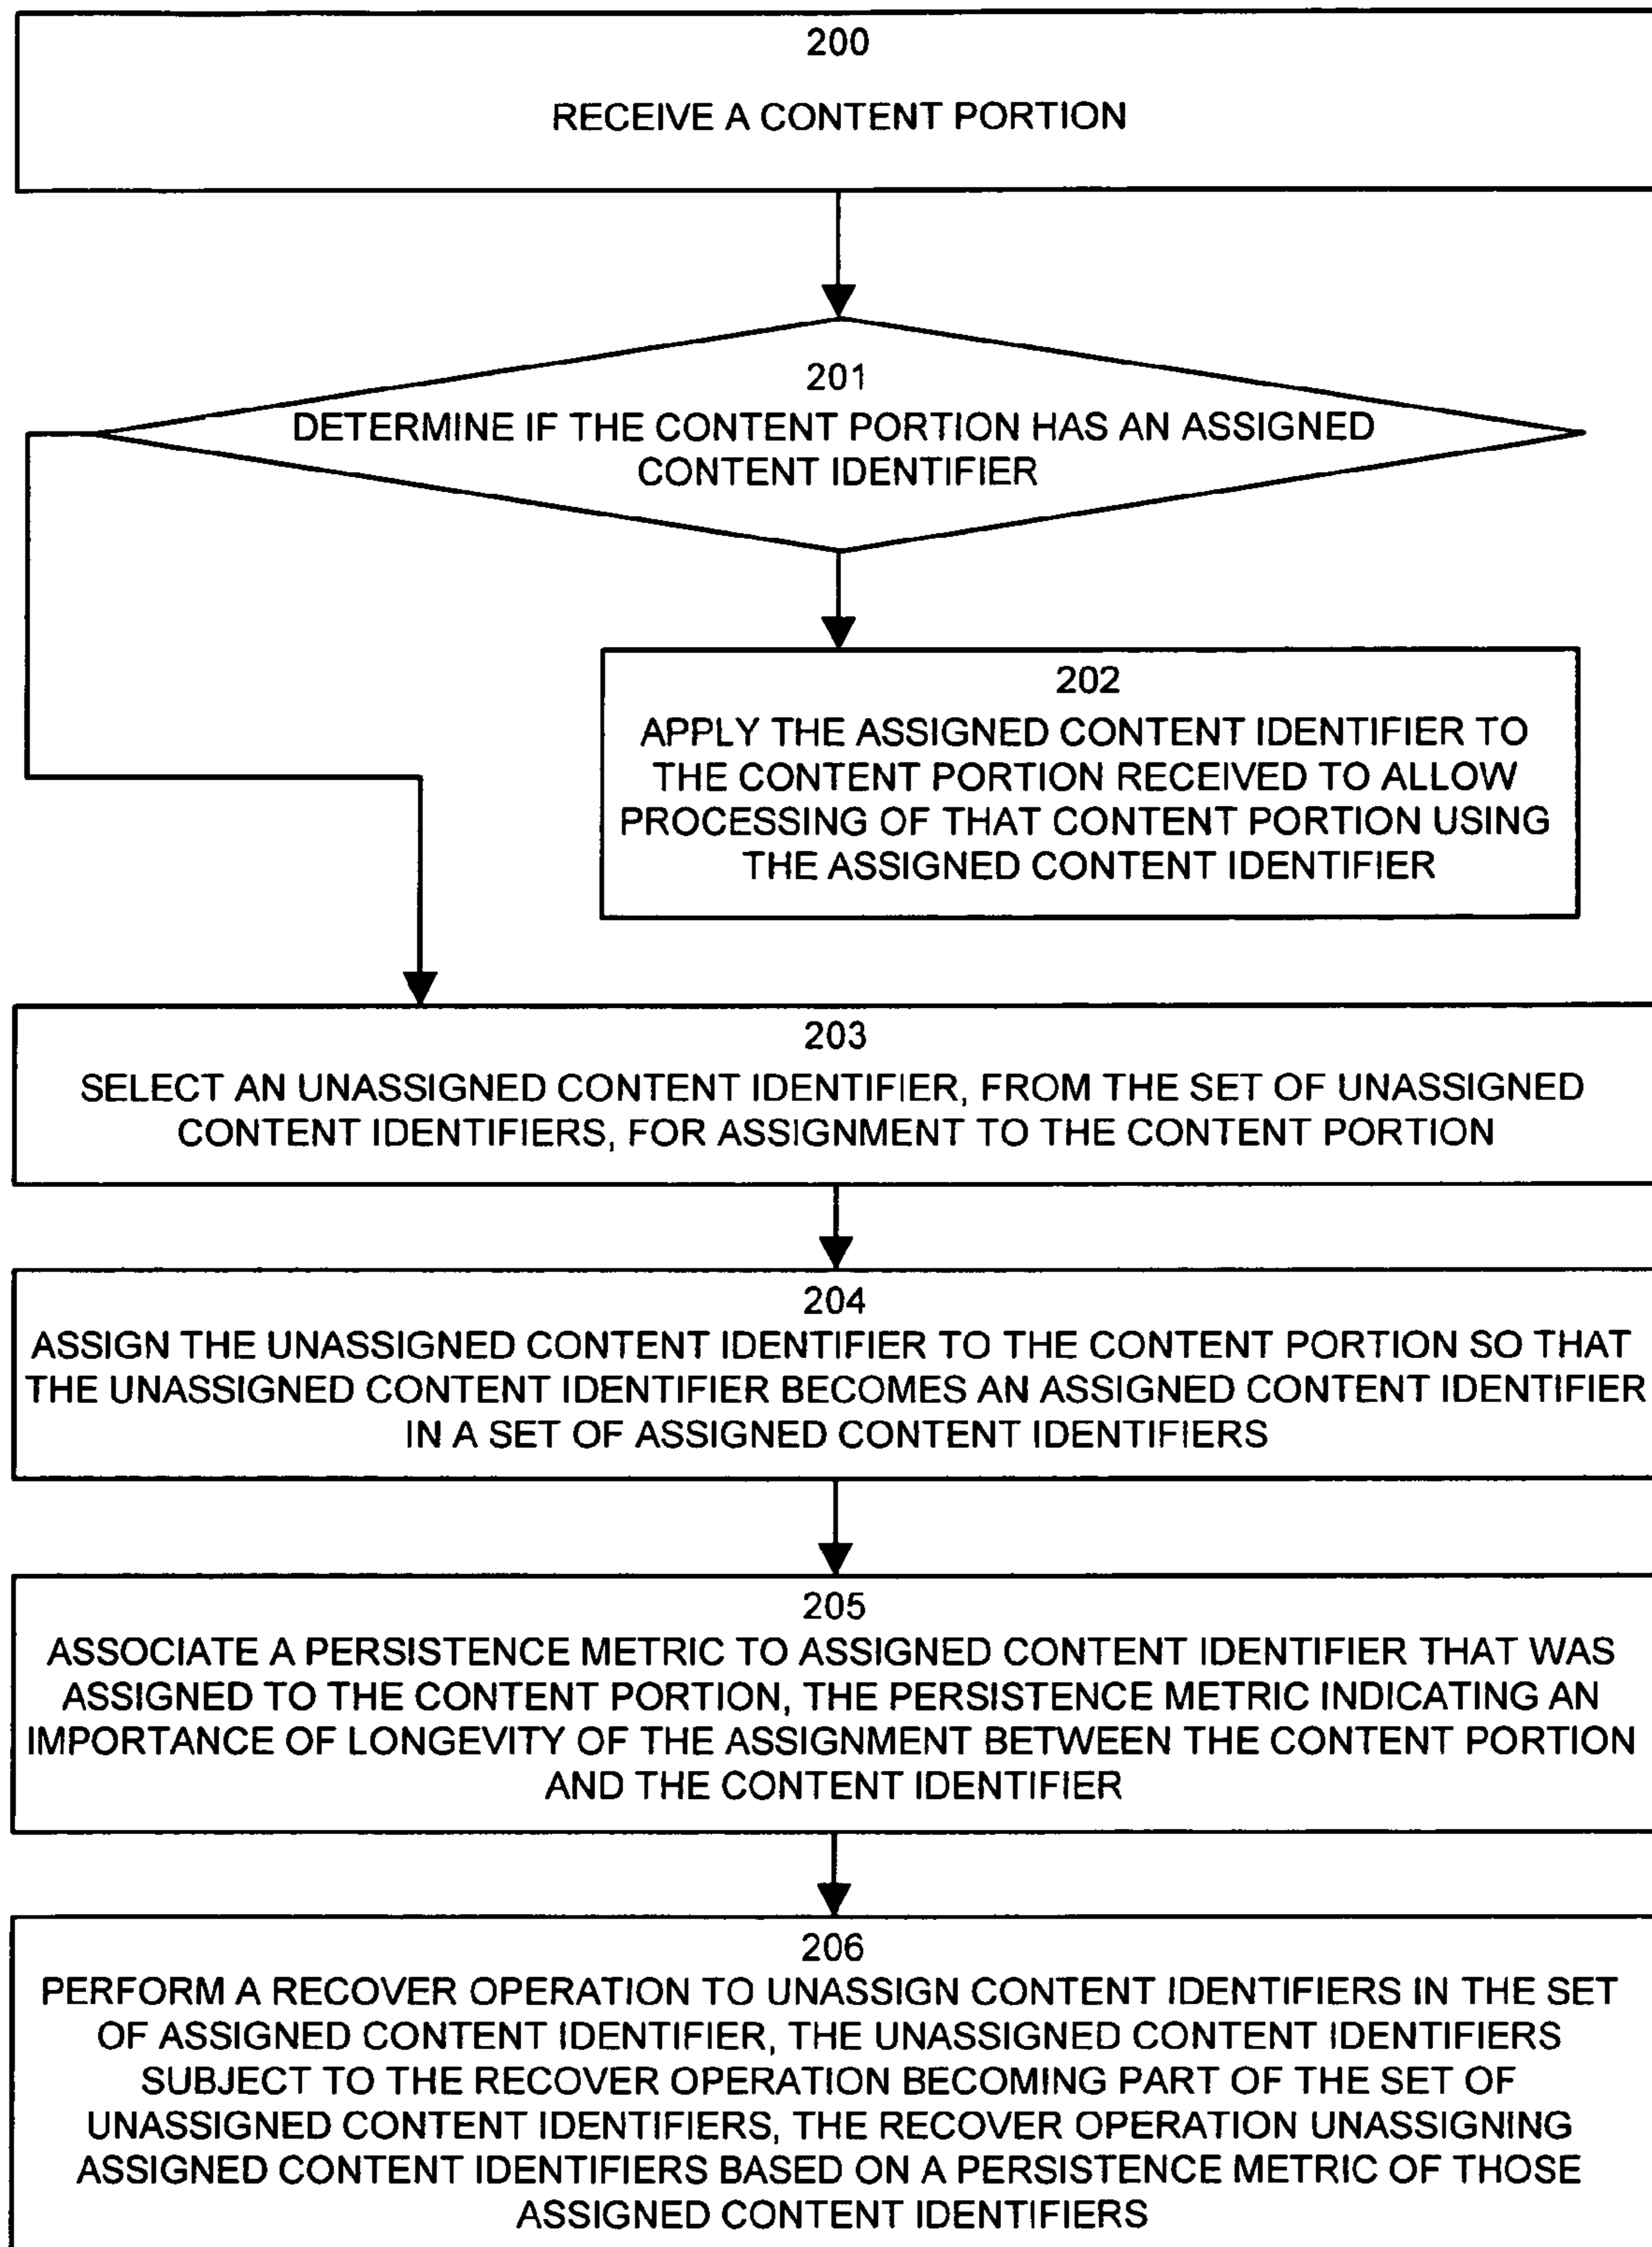 200
RECEIVE A CONTENT PORTION
201
DETERMINE IF THE CONTENT PORTION HAS AN ASSIGNED
CONTENT IDENTIFIER
202
APPLY THE ASSIGNED CONTENT IDENTIFIER TO
THE CONTENT PORTION RECEIVED TO ALLOW
PROCESSING OF THAT CONTENT PORTION USING
THE ASSIGNED CONTENT IDENTIFIER
203
SELECT AN UNASSIGNED CONTENT IDENTIFIER, FROM THE SET OF UNASSIGNED
CONTENT IDENTIFIERS, FOR ASSIGNMENT TO THE CONTENT PORTION
204
ASSIGN THE UNASSIGNED CONTENT IDENTIFIER TO THE CONTENT PORTION SO THAT
THE UNASSIGNED CONTENT IDENTIFIER BECOMES AN ASSIGNED CONTENT IDENTIFIER
IN A SET OF ASSIGNED CONTENT IDENTIFIERS
205
ASSOCIATE A PERSISTENCE METRIC TO ASSIGNED CONTENT IDENTIFIER THAT WAS
ASSIGNED TO THE CONTENT PORTION, THE PERSISTENCE METRIC INDICATING AN
IMPORTANCE OF LONGEVITY OF THE ASSIGNMENT BETWEEN THE CONTENT PORTION
AND THE CONTENT IDENTIFIER
206
PERFORM A RECOVER OPERATION TO UNASSIGN CONTENT IDENTIFIERS IN THE SET
OF ASSIGNED CONTENT IDENTIFIER, THE UNASSIGNED CONTENT IDENTIFIERS
SUBJECT TO THE RECOVER OPERATION BECOMING PART OF THE SET OF
UNASSIGNED CONTENT IDENTIFIERS, THE RECOVER OPERATION UNASSIGNING
ASSIGNED CONTENT IDENTIFIERS BASED ON A PERSISTENCE METRIC OF THOSE
ASSIGNED CONTENT IDENTIFIERS